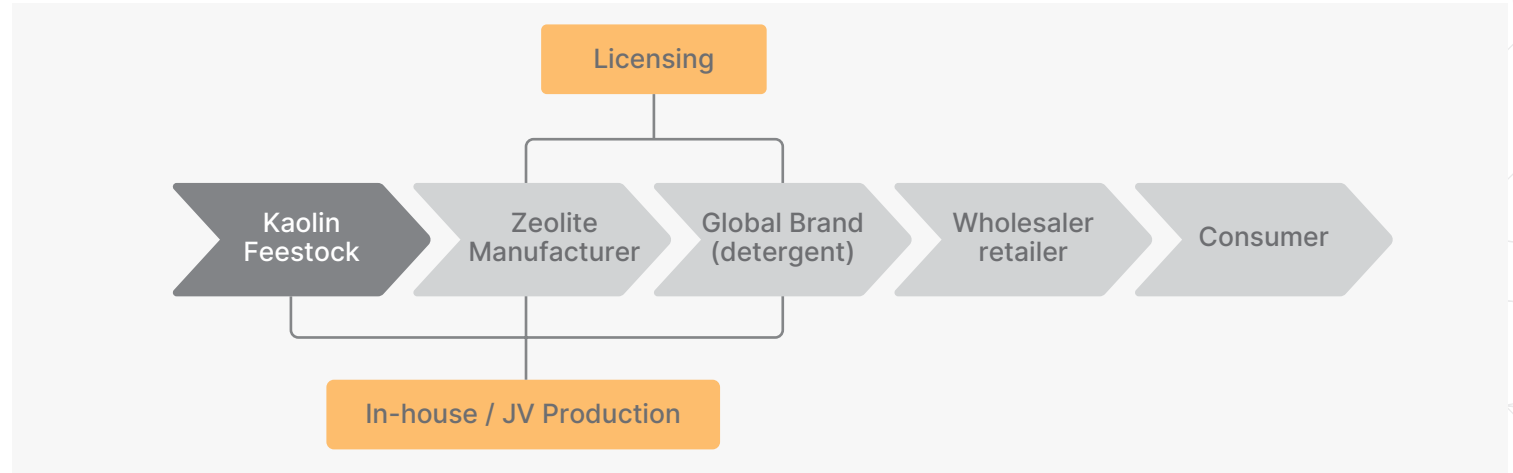 Licensing
Kaolin
Feestock
Zeolite
Manufacturer
Global Brand
(detergent)
Wholesaler
retailer
Consumer
In-house / JV Production